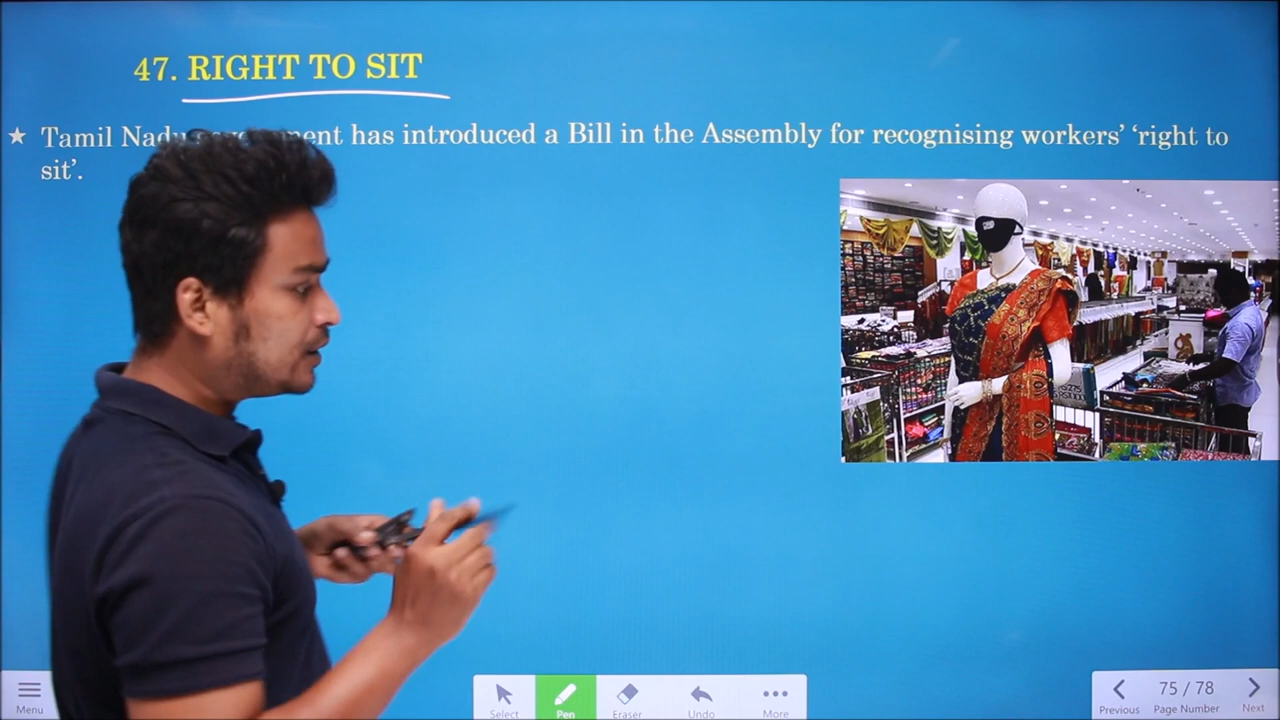 47. RIGHT TO SIT
★ Tamil Nadu has introduced a Bill in the Assembly for recognising workers’ ‘right to
sit’.
Menu
Select
Pen
Eraser
Undo
More
Previous
75 / 78
Page Number
Next